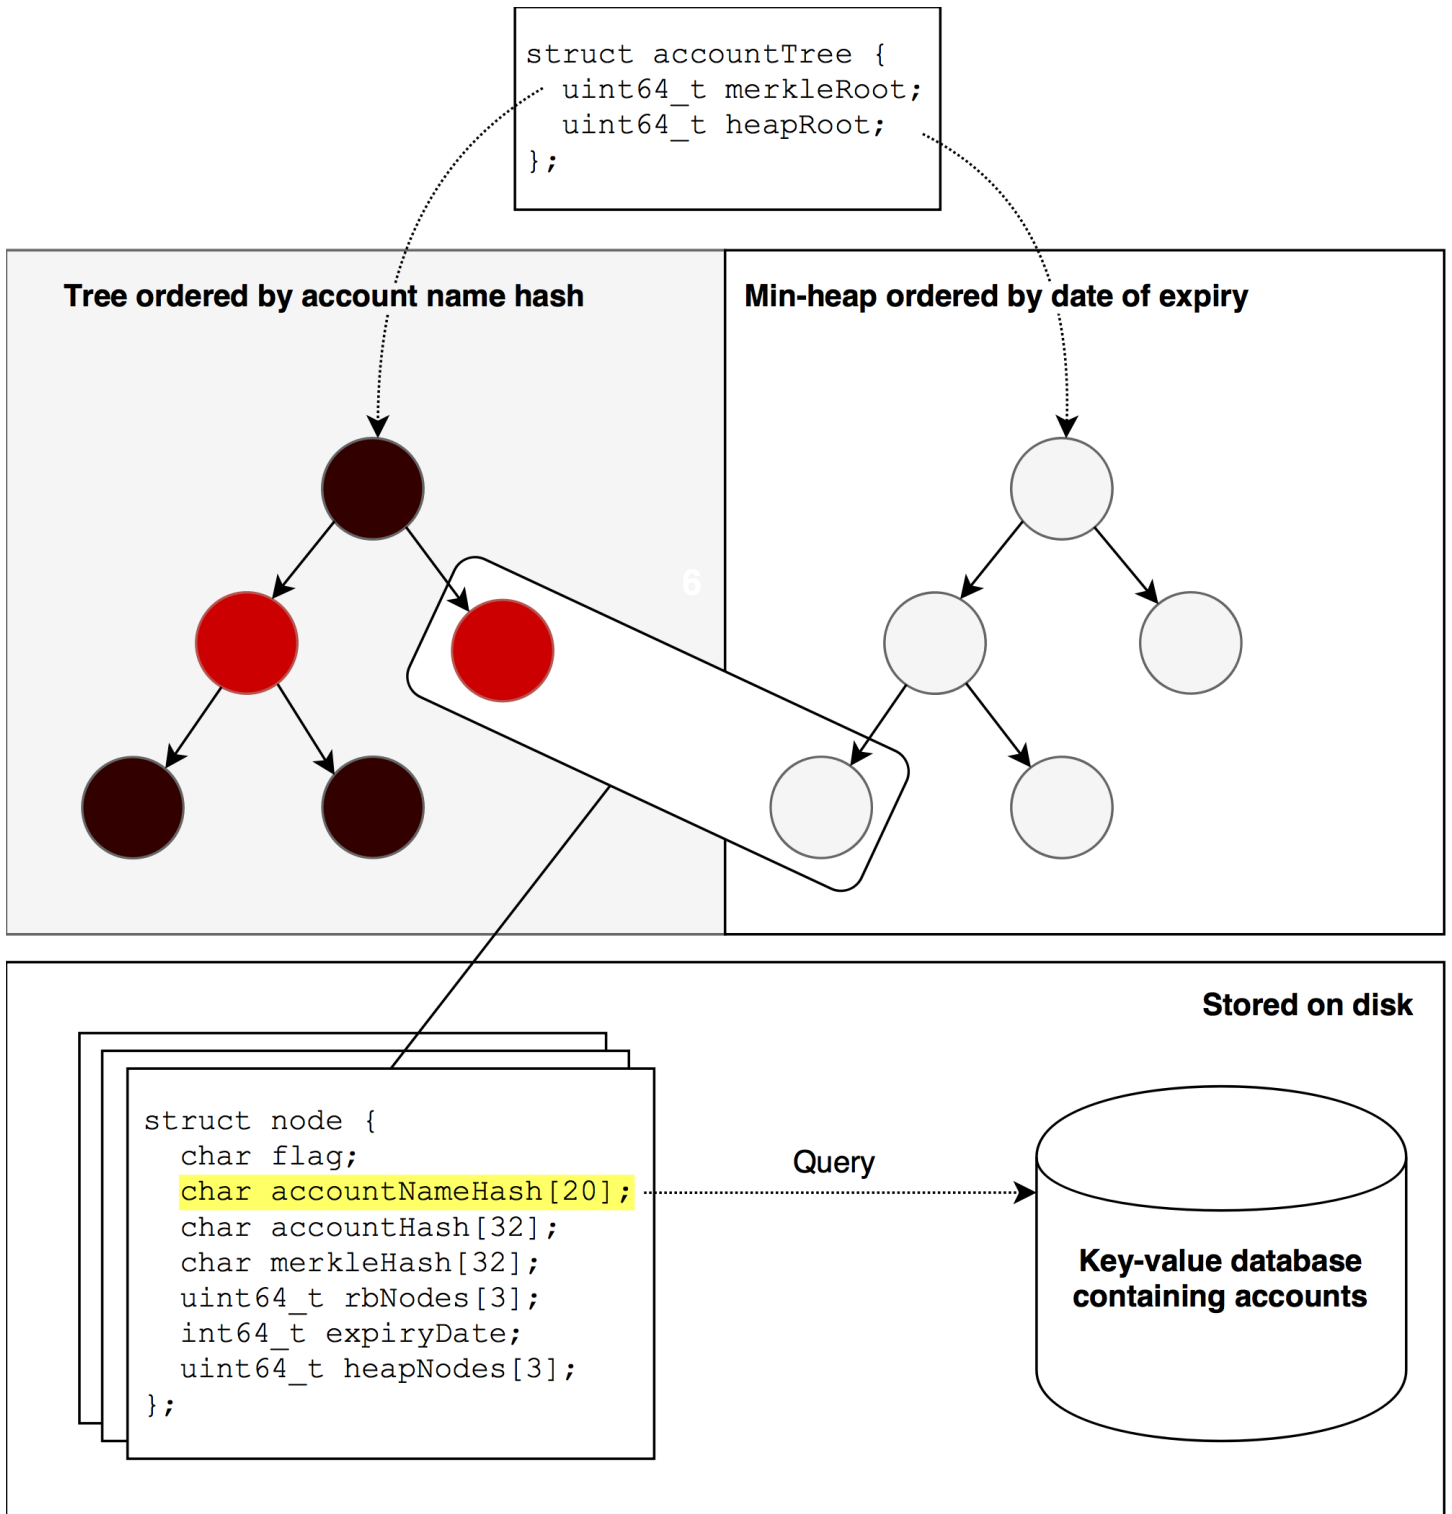 struct accountTree {
  uint64_t merkleRoot;
  uint64_t heapRoot;
};
Tree ordered by account name hash
Min-heap ordered by date of expiry
6
Stored on disk
struct node {
  char flag;
  char accountNameHash[20];
  char accountHash[32];
  char merkleHash[32];
  uint64_t rbNodes[3];
  int64_t expiryDate;
  uint64_t heapNodes[3];
};
Query
Key-value database
containing accounts